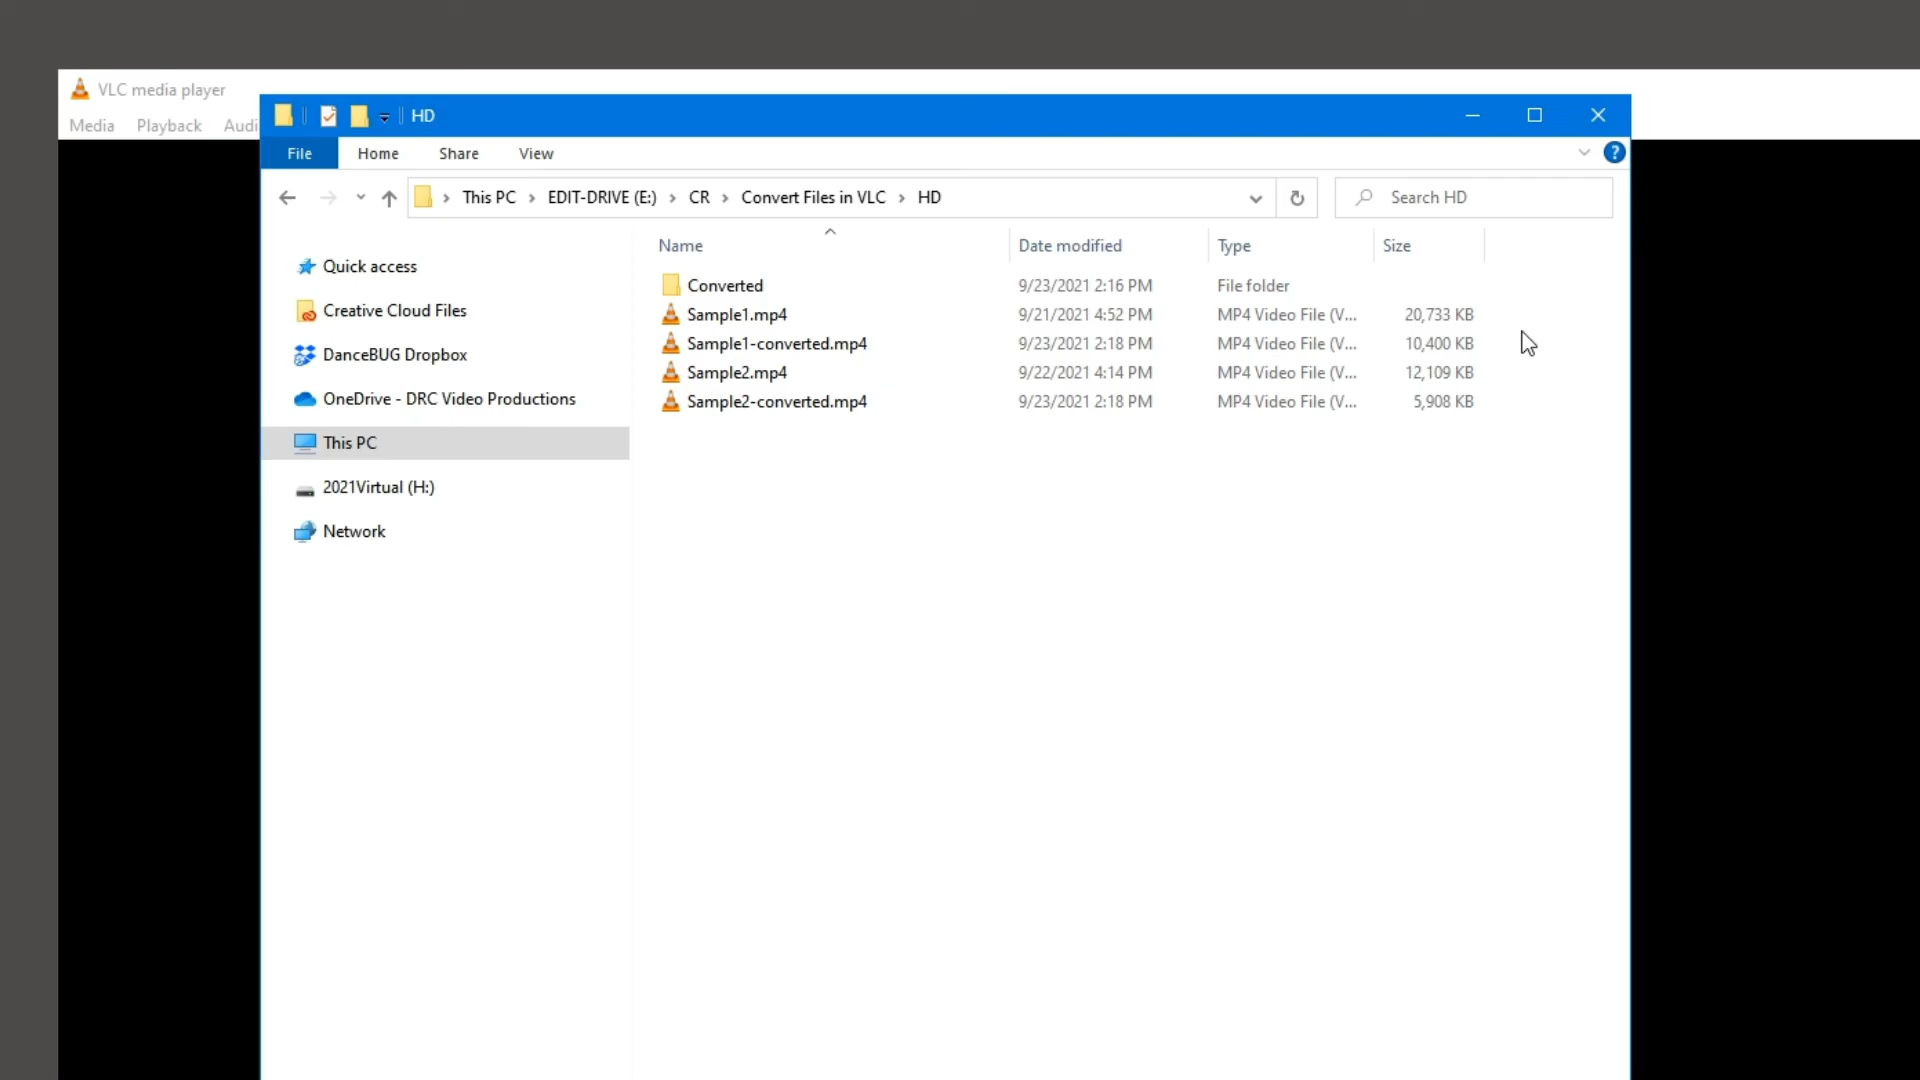 VLC media player
Media Playback Audi
HD
File Home Share View
?
This PC EDIT-DRIVE (E:) CR Convert Files in VLC HD
Search HD
Name Date modified Type Size
Quick access
Creative Cloud Files
DanceBUG Dropbox
OneDrive - DRC Video Productions
This PC
2021Virtual (H:)
Network
Converted 9/23/2021 2:16 PM File folder
Sample1.mp4 9/21/2021 4:52 PM MP4 Video File (V... 20,733 KB
Sample1-converted.mp4 9/23/2021 2:18 PM MP4 Video File (V... 10,400 KB
Sample2.mp4 9/22/2021 4:14 PM MP4 Video File (V... 12,109 KB
Sample2-converted.mp4 9/23/2021 2:18 PM MP4 Video File (V... 5,908 KB